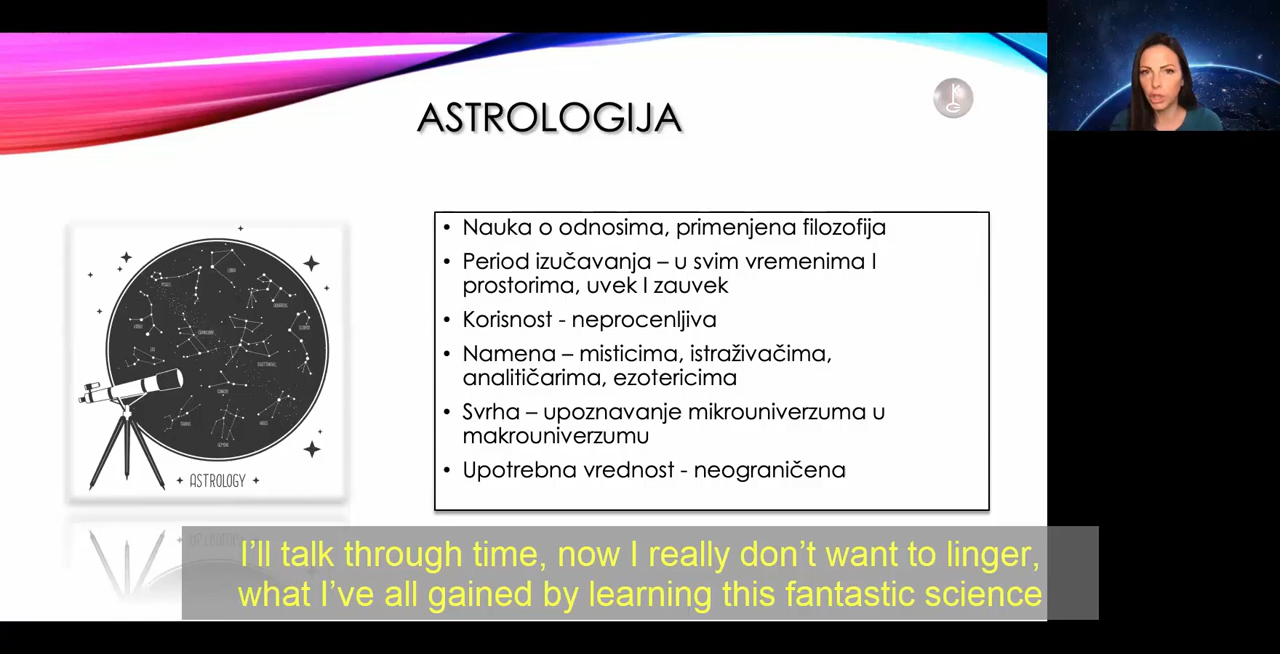 ASTROLOGIJA
KG
• Nauka o odnosima, primenjena filozofija
• Period izučavanja – u svim vremenima I
prostorima, uvek I zauvek
• Korisnost - neprocenljiva
• Namena – misticima, istraživačima,
analitičarima, ezotericima
• Svrha – upoznavanje mikrouniverzuma u
makrouniverzumu
• Upotrebna vrednost - neograničena
ASTROLOGY
I'll talk through time, now I really don't want to linger,
what I've all gained by learning this fantastic science